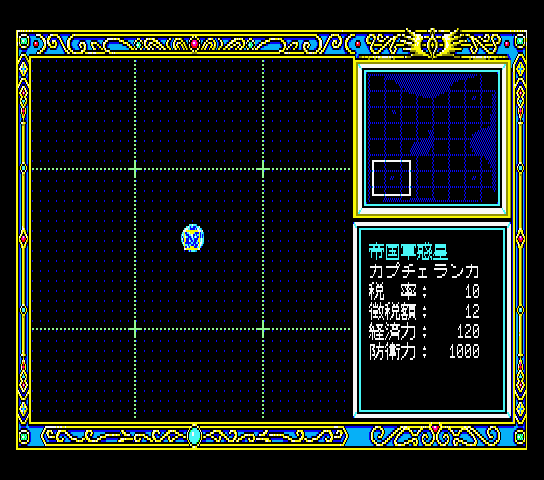 帝国軍惑星
カプチェランカ
税　率： 10
徴税額： 12
経済力： 120
防衛力： 1000